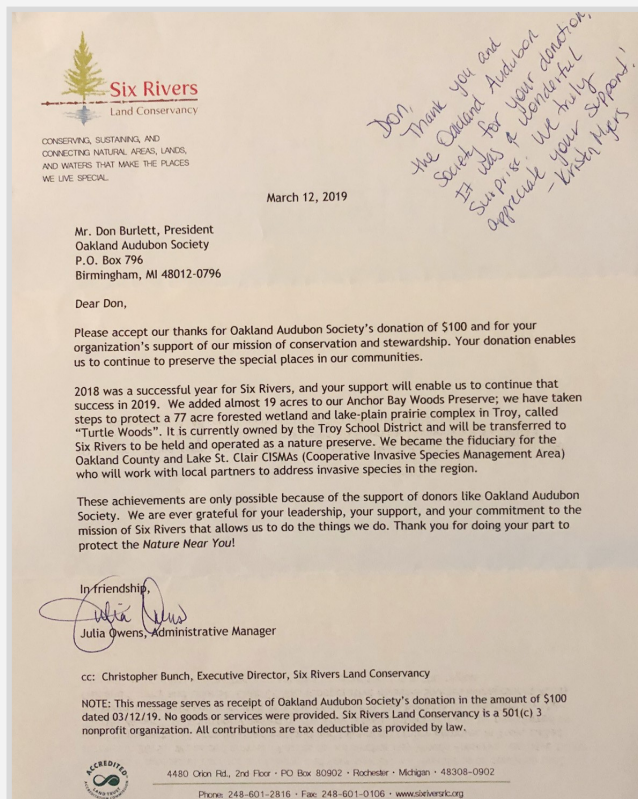 Six Rivers
Land Conservancy
CONSERVING, SUSTAINING, AND
CONNECTING NATURAL AREAS, LANDS,
AND WATERS THAT MAKE THE PLACES
WE LIVE SPECIAL.
Don,
Thank you and
the Oakland Audubon
Society for your donation.
It was a wonderful
surprise. We truly
appreciate your support!
- Kristen Myers
March 12, 2019
Mr. Don Burlett, President
Oakland Audubon Society
P.O. Box 796
Birmingham, MI 48012-0796
Dear Don,
Please accept our thanks for Oakland Audubon Society's donation of $100 and for your
organization's support of our mission of conservation and stewardship. Your donation enables
us to continue to preserve the special places in our communities.
2018 was a successful year for Six Rivers, and your support will enable us to continue that
success in 2019. We added almost 19 acres to our Anchor Bay Woods Preserve; we have taken
steps to protect a 77 acre forested wetland and lake-plain prairie complex in Troy, called
"Turtle Woods". It is currently owned by the Troy School District and will be transferred to
Six Rivers to be held and operated as a nature preserve. We became the fiduciary for the
Oakland County and Lake St. Clair CISMAs (Cooperative Invasive Species Management Area)
who will work with local partners to address invasive species in the region.
These achievements are only possible because of the support of donors like Oakland Audubon
Society. We are ever grateful for your leadership, your support, and your commitment to the
mission of Six Rivers that allows us to do the things we do. Thank you for doing your part to
protect the Nature Near You!
In friendship,
Julia Owens
Julia Owens, Administrative Manager
cc: Christopher Bunch, Executive Director, Six Rivers Land Conservancy
NOTE: This message serves as receipt of Oakland Audubon Society's donation in the amount of $100
dated 03/12/19. No goods or services were provided. Six Rivers Land Conservancy is a 501(c) 3
nonprofit organization. All contributions are tax deductible as provided by law.
ACCREDITED
4480 Orion Rd., 2nd Floor · PO Box 80902 · Rochester · Michigan · 48308-0902
Phone: 248-601-2816 · Fax: 248-601-0106 · www.sixriversrlc.org